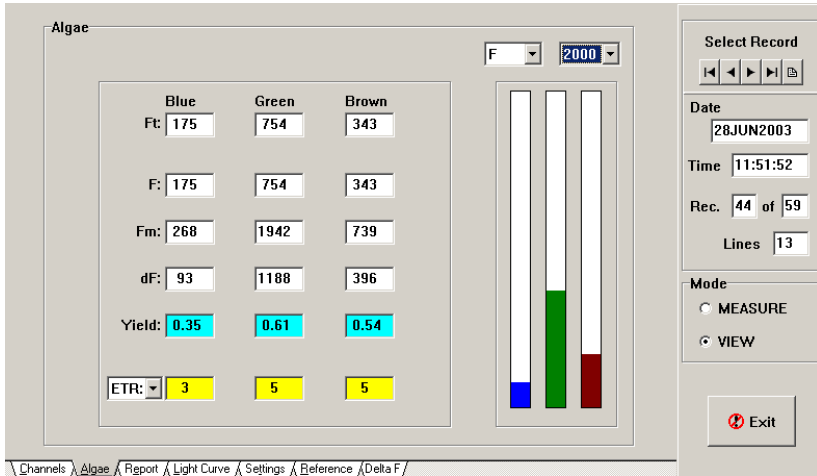 Algae
F 2000
Blue Green Brown
Ft: 175 754 343
F: 175 754 343
Fm: 268 1942 739
dF: 93 1188 396
Yield: 0.35 0.61 0.54
ETR: 3 5 5
Select Record
Date
28JUN2003
Time 11:51:52
Rec. 44 of 59
Lines 13
Mode
MEASURE
VIEW
Exit
Channels Algae Report Light Curve Settings Reference Delta F